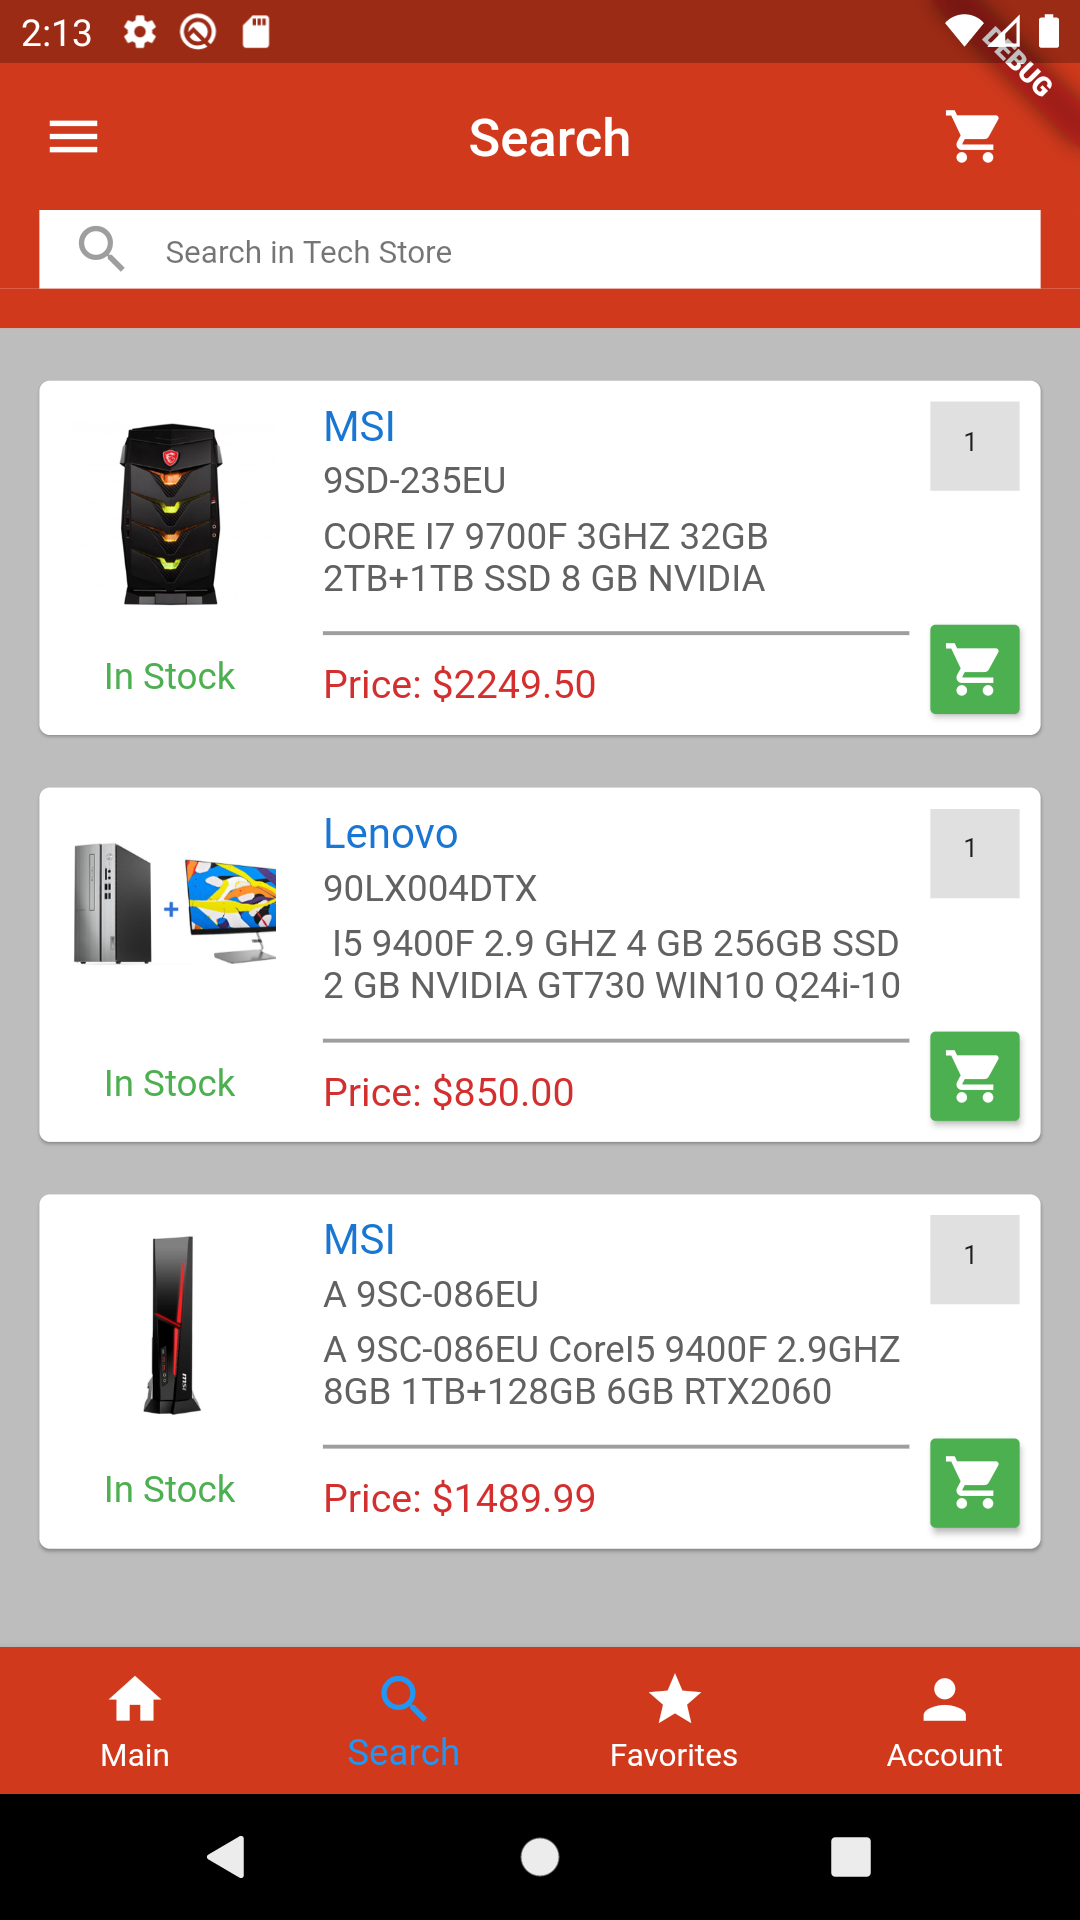 2:13
DEBUG
Search
Search in Tech Store
MSI
1
9SD-235EU
CORE I7 9700F 3GHZ 32GB
2TB+1TB SSD 8 GB NVIDIA
In Stock
Price: $2249.50
Lenovo
1
90LX004DTX
I5 9400F 2.9 GHZ 4 GB 256GB SSD
2 GB NVIDIA GT730 WIN10 Q24i-10
In Stock
Price: $850.00
MSI
1
A 9SC-086EU
A 9SC-086EU CoreI5 9400F 2.9GHZ
8GB 1TB+128GB 6GB RTX2060
In Stock
Price: $1489.99
Main
Search
Favorites
Account